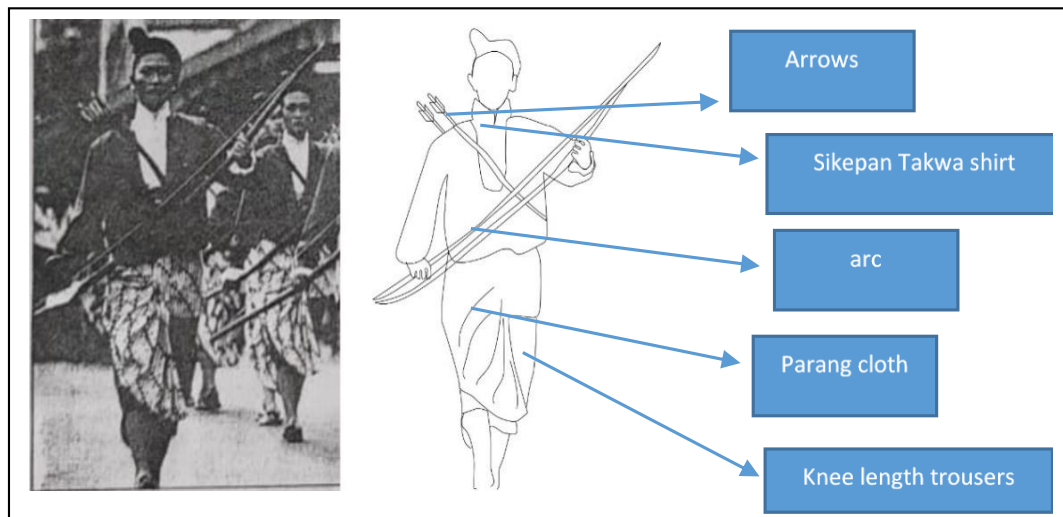 Arrows
Sikepan Takwa shirt
arc
Parang cloth
Knee length trousers